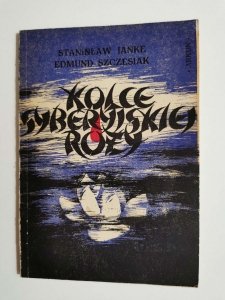 STANISŁAW JANKE
EDMUND SZCZESIAK
KOLCE
SYBERYJSKIEJ
RÓŻY